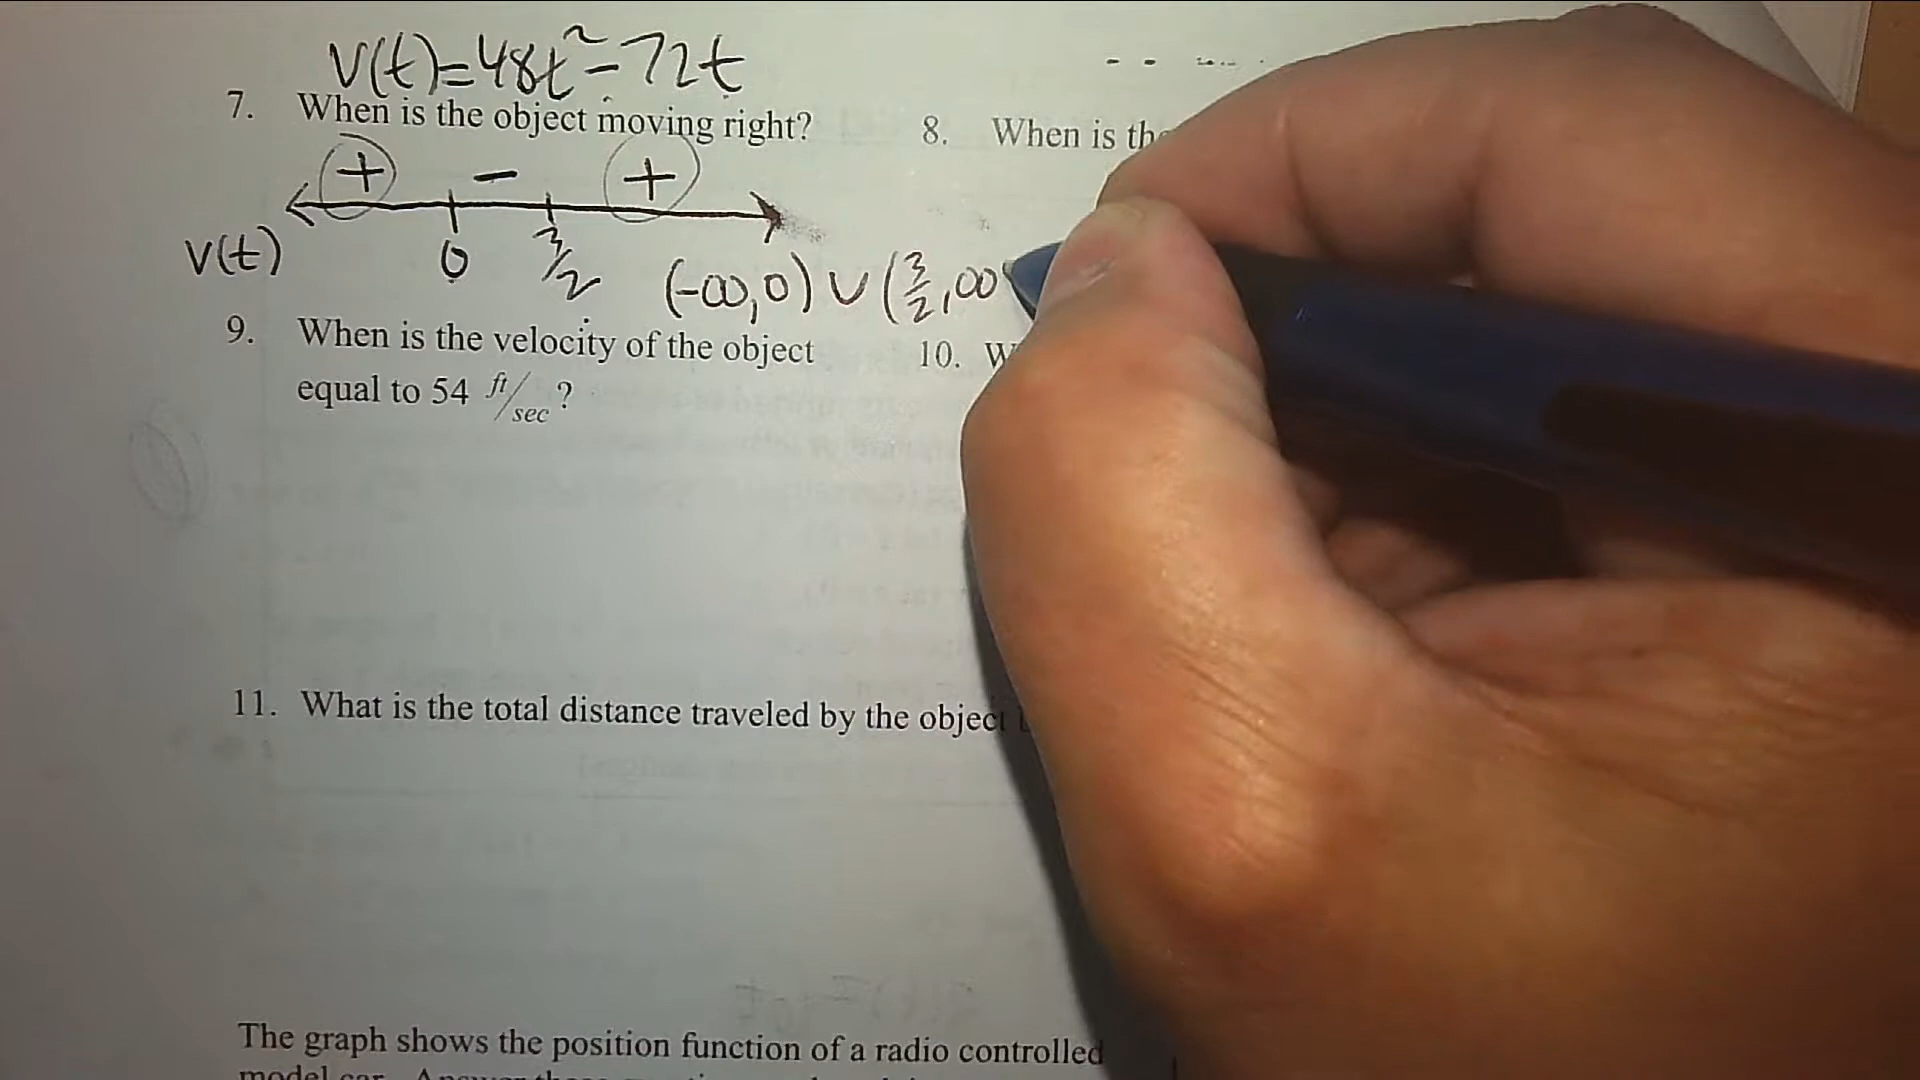 v(t)=48t²-72t
7. When is the object moving right?
8. When is
+ - +
v(t)
0 3/2
(-∞,0) ∪ (3/2,∞
9. When is the velocity of the object
equal to 54 ft/sec ?
10.
11. What is the total distance traveled by the object
The graph shows the position function of a radio controlled
model car.